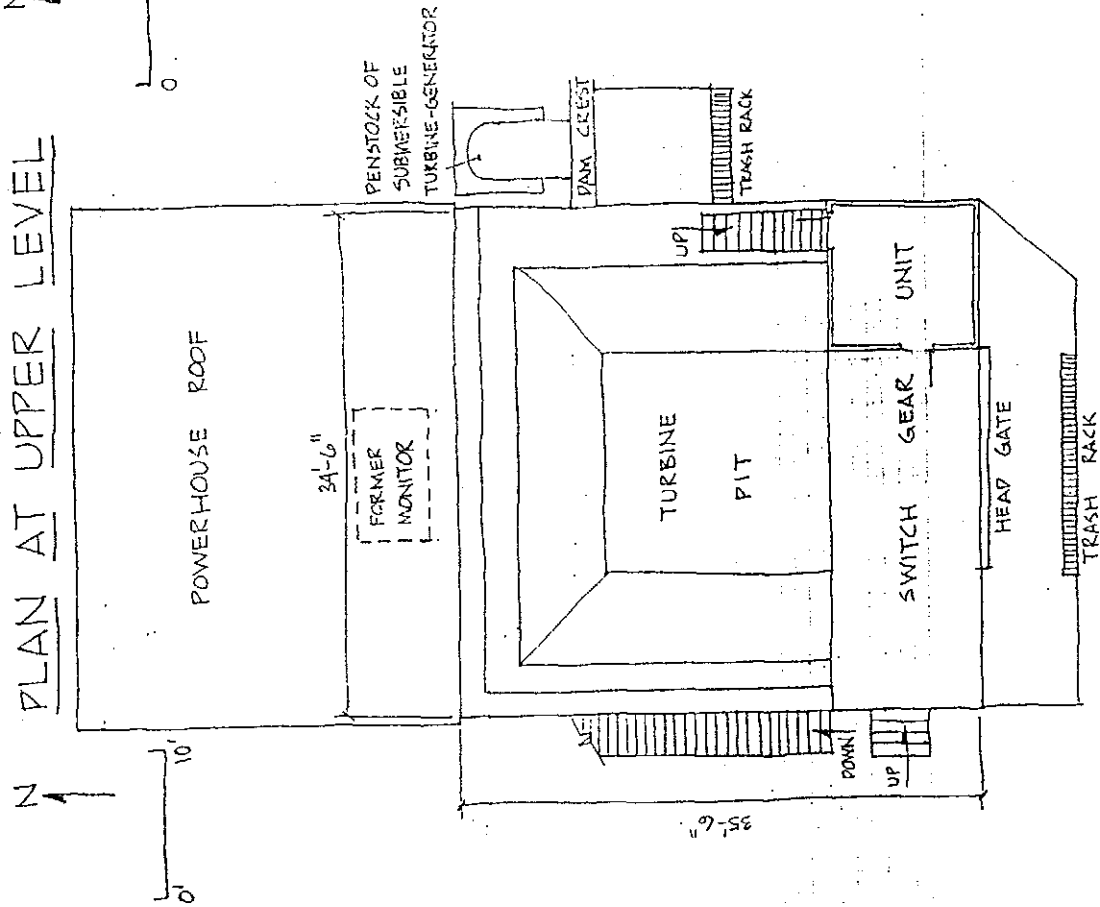 PLAN AT UPPER LEVEL
N
0'
10'
N
0
POWERHOUSE ROOF
34'-6"
FORMER
MONITOR
PENSTOCK OF
SUBMERSIBLE
TURBINE-GENERATOR
DAM CREST
TRASH RACK
UP
TURBINE
PIT
SWITCH GEAR UNIT
DOWN
UP
35'-6"
HEAD GATE
TRASH RACK